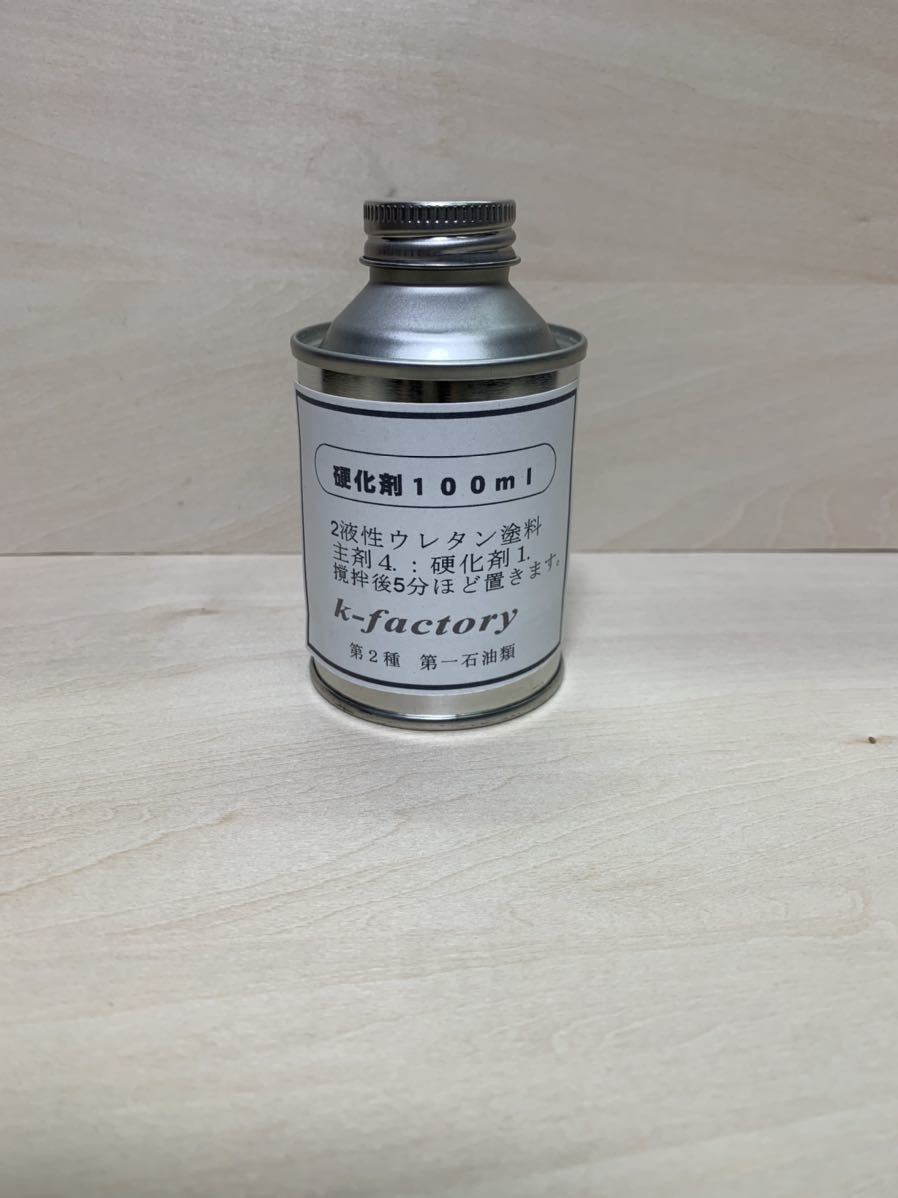 硬化剤100ml
2液性ウレタン塗料
主剤4.：硬化剤1.
攪拌後5分ほど置きます。
k-factory
第2種 第一石油類